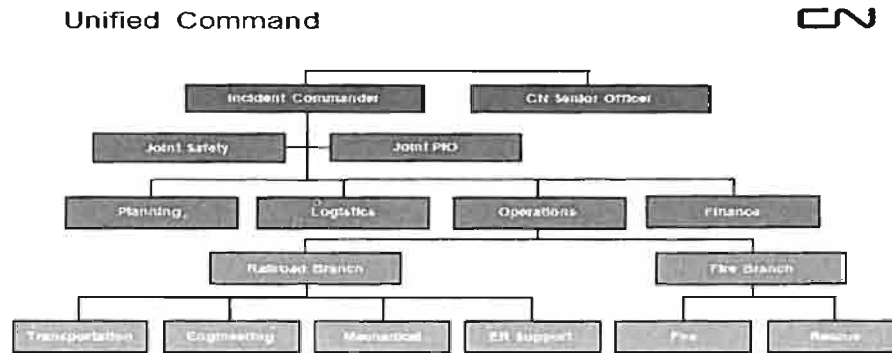 Unified Command
CN
Incident Commander
CN Senior Officer
Joint Safety
Joint PIO
Planning
Logistics
Operations
Finance
Railroad Branch
Fire Branch
Transportation
Engineering
Mechanical
ER Support
Fire
Rescue